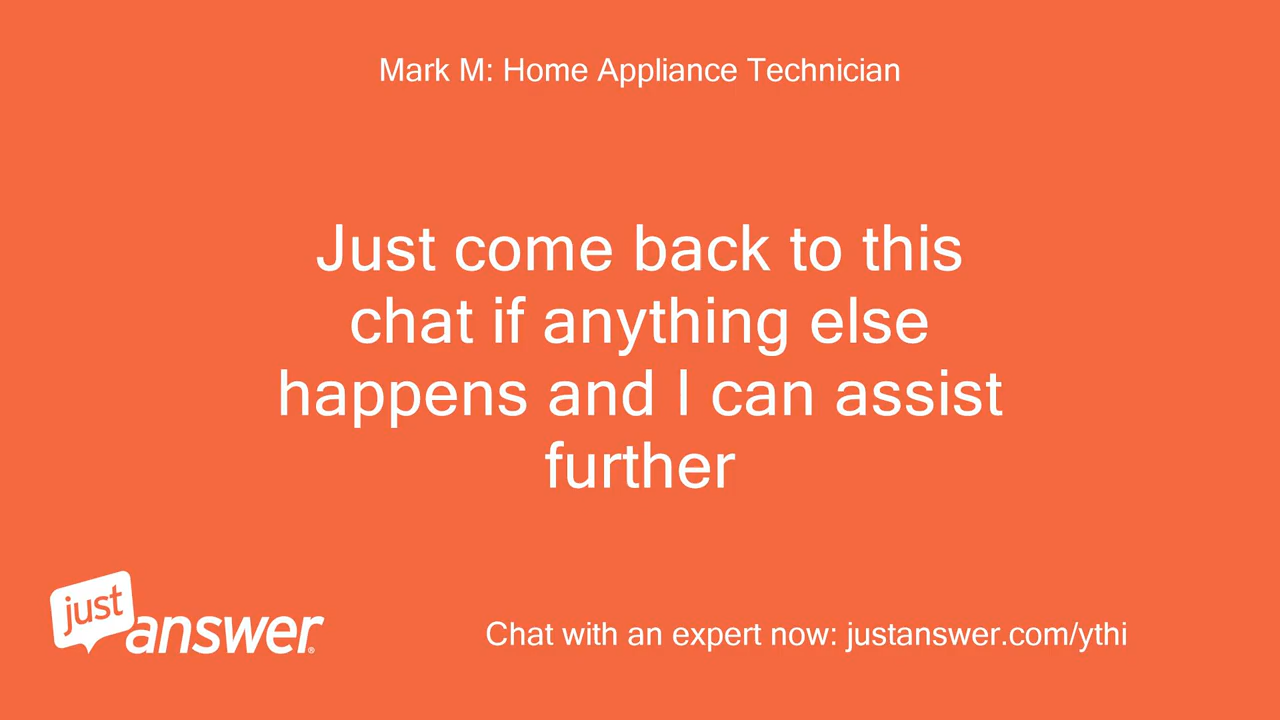 Mark M: Home Appliance Technician
Just come back to this
chat if anything else
happens and I can assist
further
just
answer®
Chat with an expert now: justanswer.com/ythi